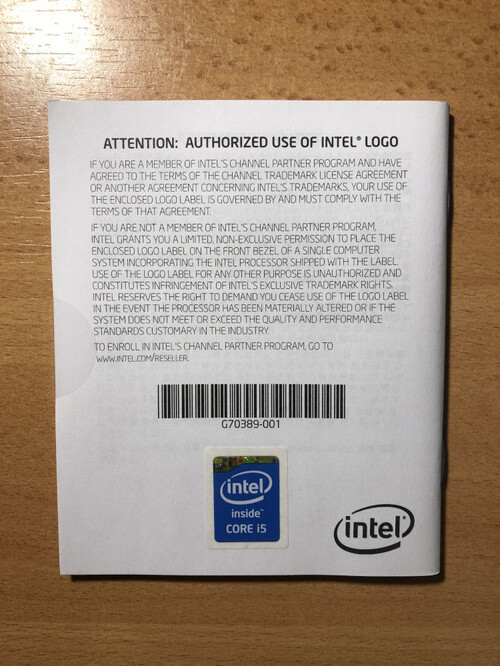 ATTENTION: AUTHORIZED USE OF INTEL® LOGO
IF YOU ARE A MEMBER OF INTEL'S CHANNEL PARTNER PROGRAM AND HAVE
AGREED TO THE TERMS OF THE CHANNEL TRADEMARK LICENSE AGREEMENT
OR ANOTHER AGREEMENT CONCERNING INTEL'S TRADEMARKS, YOUR USE OF
THE ENCLOSED LOGO LABEL IS GOVERNED BY AND MUST COMPLY WITH THE
TERMS OF THAT AGREEMENT.
IF YOU ARE NOT A MEMBER OF INTEL'S CHANNEL PARTNER PROGRAM,
INTEL GRANTS YOU A LIMITED, NON-EXCLUSIVE PERMISSION TO PLACE THE
ENCLOSED LOGO LABEL ON THE FRONT BEZEL OF A SINGLE COMPUTER
SYSTEM INCORPORATING THE INTEL PROCESSOR SHIPPED WITH THE LABEL.
USE OF THE LOGO LABEL FOR ANY OTHER PURPOSE IS UNAUTHORIZED AND
CONSTITUTES INFRINGEMENT OF INTEL'S EXCLUSIVE TRADEMARK RIGHTS.
INTEL RESERVES THE RIGHT TO DEMAND YOU CEASE USE OF THE LOGO LABEL
IN THE EVENT THE PROCESSOR HAS BEEN MATERIALLY ALTERED OR IF THE
SYSTEM DOES NOT MEET OR EXCEED THE QUALITY AND PERFORMANCE
STANDARDS CUSTOMARY IN THE INDUSTRY.
TO ENROLL IN INTEL'S CHANNEL PARTNER PROGRAM, GO TO
WWW.INTEL.COM/RESELLER.
G70389-001
intel
inside™
CORE i5
intel®